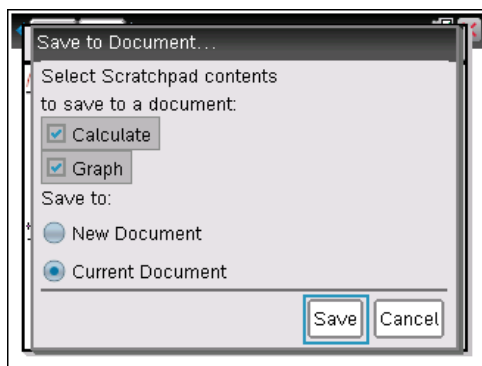 Save to Document...
Select Scratchpad contents
to save to a document:
Calculate
Graph
Save to:
New Document
Current Document
Save Cancel